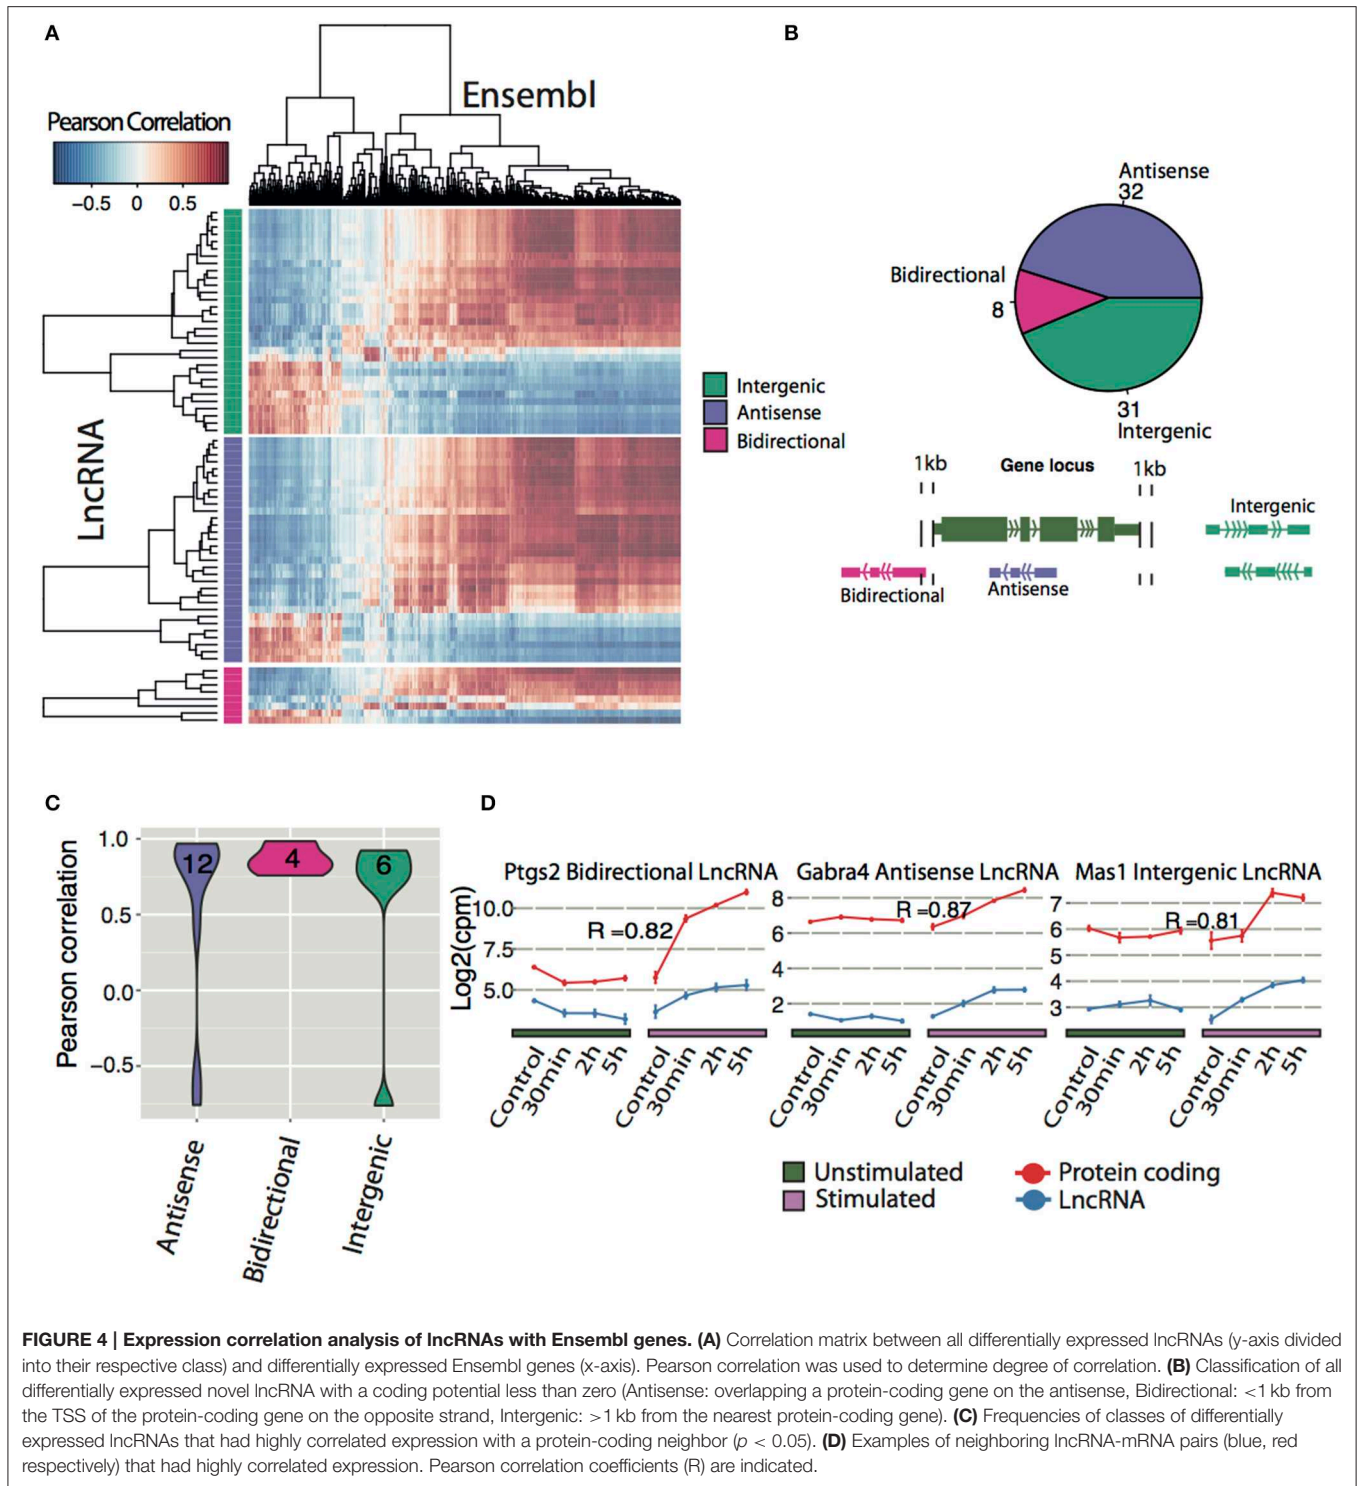 A
Ensembl
Pearson Correlation
−0.5 0 0.5
LncRNA
Intergenic
Antisense
Bidirectional
B
Antisense
32
Bidirectional
8
31
Intergenic
1kb
Gene locus
1kb
Intergenic
Bidirectional
Antisense
C
Pearson correlation
1.0
0.5
0.0
−0.5
12
4
6
Antisense
Bidirectional
Intergenic
D
Ptgs2 Bidirectional LncRNA
Gabra4 Antisense LncRNA
Mas1 Intergenic LncRNA
Log2(cpm)
10.0
7.5
5.0
R =0.82
8
6
4
2
R =0.87
7
6
5
4
3
R =0.81
Control 30min 2h 5h Control 30min 2h 5h
Control 30min 2h 5h Control 30min 2h 5h
Control 30min 2h 5h Control 30min 2h 5h
Unstimulated
Stimulated
Protein coding
LncRNA
FIGURE 4 | Expression correlation analysis of lncRNAs with Ensembl genes. (A) Correlation matrix between all differentially expressed lncRNAs (y-axis divided
into their respective class) and differentially expressed Ensembl genes (x-axis). Pearson correlation was used to determine degree of correlation. (B) Classification of all
differentially expressed novel lncRNA with a coding potential less than zero (Antisense: overlapping a protein-coding gene on the antisense, Bidirectional: <1 kb from
the TSS of the protein-coding gene on the opposite strand, Intergenic: >1 kb from the nearest protein-coding gene). (C) Frequencies of classes of differentially
expressed lncRNAs that had highly correlated expression with a protein-coding neighbor (p < 0.05). (D) Examples of neighboring lncRNA-mRNA pairs (blue, red
respectively) that had highly correlated expression. Pearson correlation coefficients (R) are indicated.